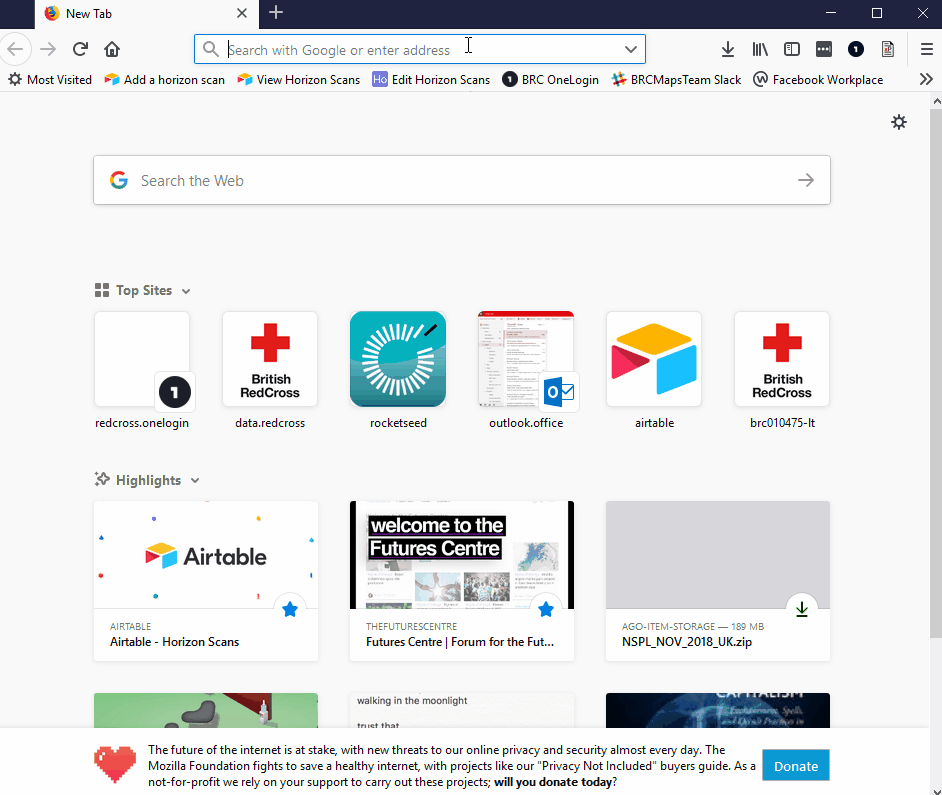 New Tab
Search with Google or enter address
Most Visited
Add a horizon scan
View Horizon Scans
Ho
Edit Horizon Scans
1
BRC OneLogin
BRCMapsTeam Slack
Facebook Workplace
1
G
Search the Web
Top Sites
1
redcross.onelogin
British
RedCross
data.redcross
rocketseed
outlook.office
airtable
British
RedCross
brc010475-lt
Highlights
Airtable
AIRTABLE
Airtable - Horizon Scans
welcome to the
Futures Centre
THEFUTURESCENTRE
Futures Centre | Forum for the Fut...
AGO-ITEM-STORAGE — 189 MB
NSPL_NOV_2018_UK.zip
walking in the moonlight
trust that
CAPITALISM
The future of the internet is at stake, with new threats to our online privacy and security almost every day. The
Mozilla Foundation fights to save a healthy internet, with projects like our "Privacy Not Included" buyers guide. As a
not-for-profit we rely on your support to carry out these projects; will you donate today?
Donate